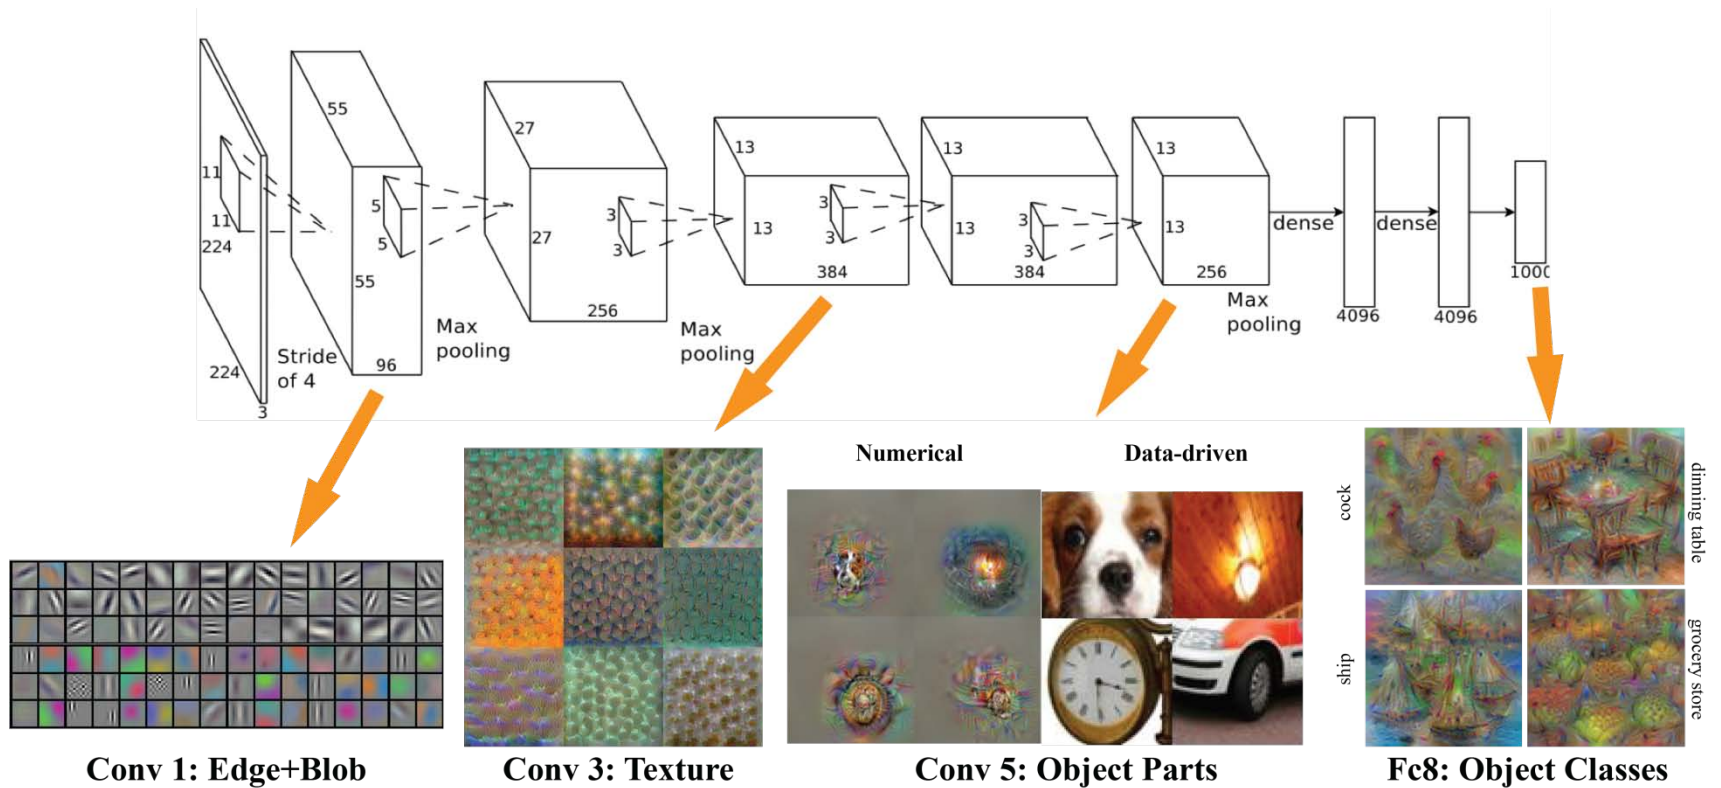 55
27
13
13
13
11
11
5
5
3
3
3
3
3
3
224
55
27
13
13
13
dense
dense
384
384
256
256
1000
4096
4096
224
3
Stride
of 4
96
Max
pooling
Max
pooling
Max
pooling
Numerical
Data-driven
cock
dinning table
ship
grocery store
Conv 1: Edge+Blob
Conv 3: Texture
Conv 5: Object Parts
Fc8: Object Classes